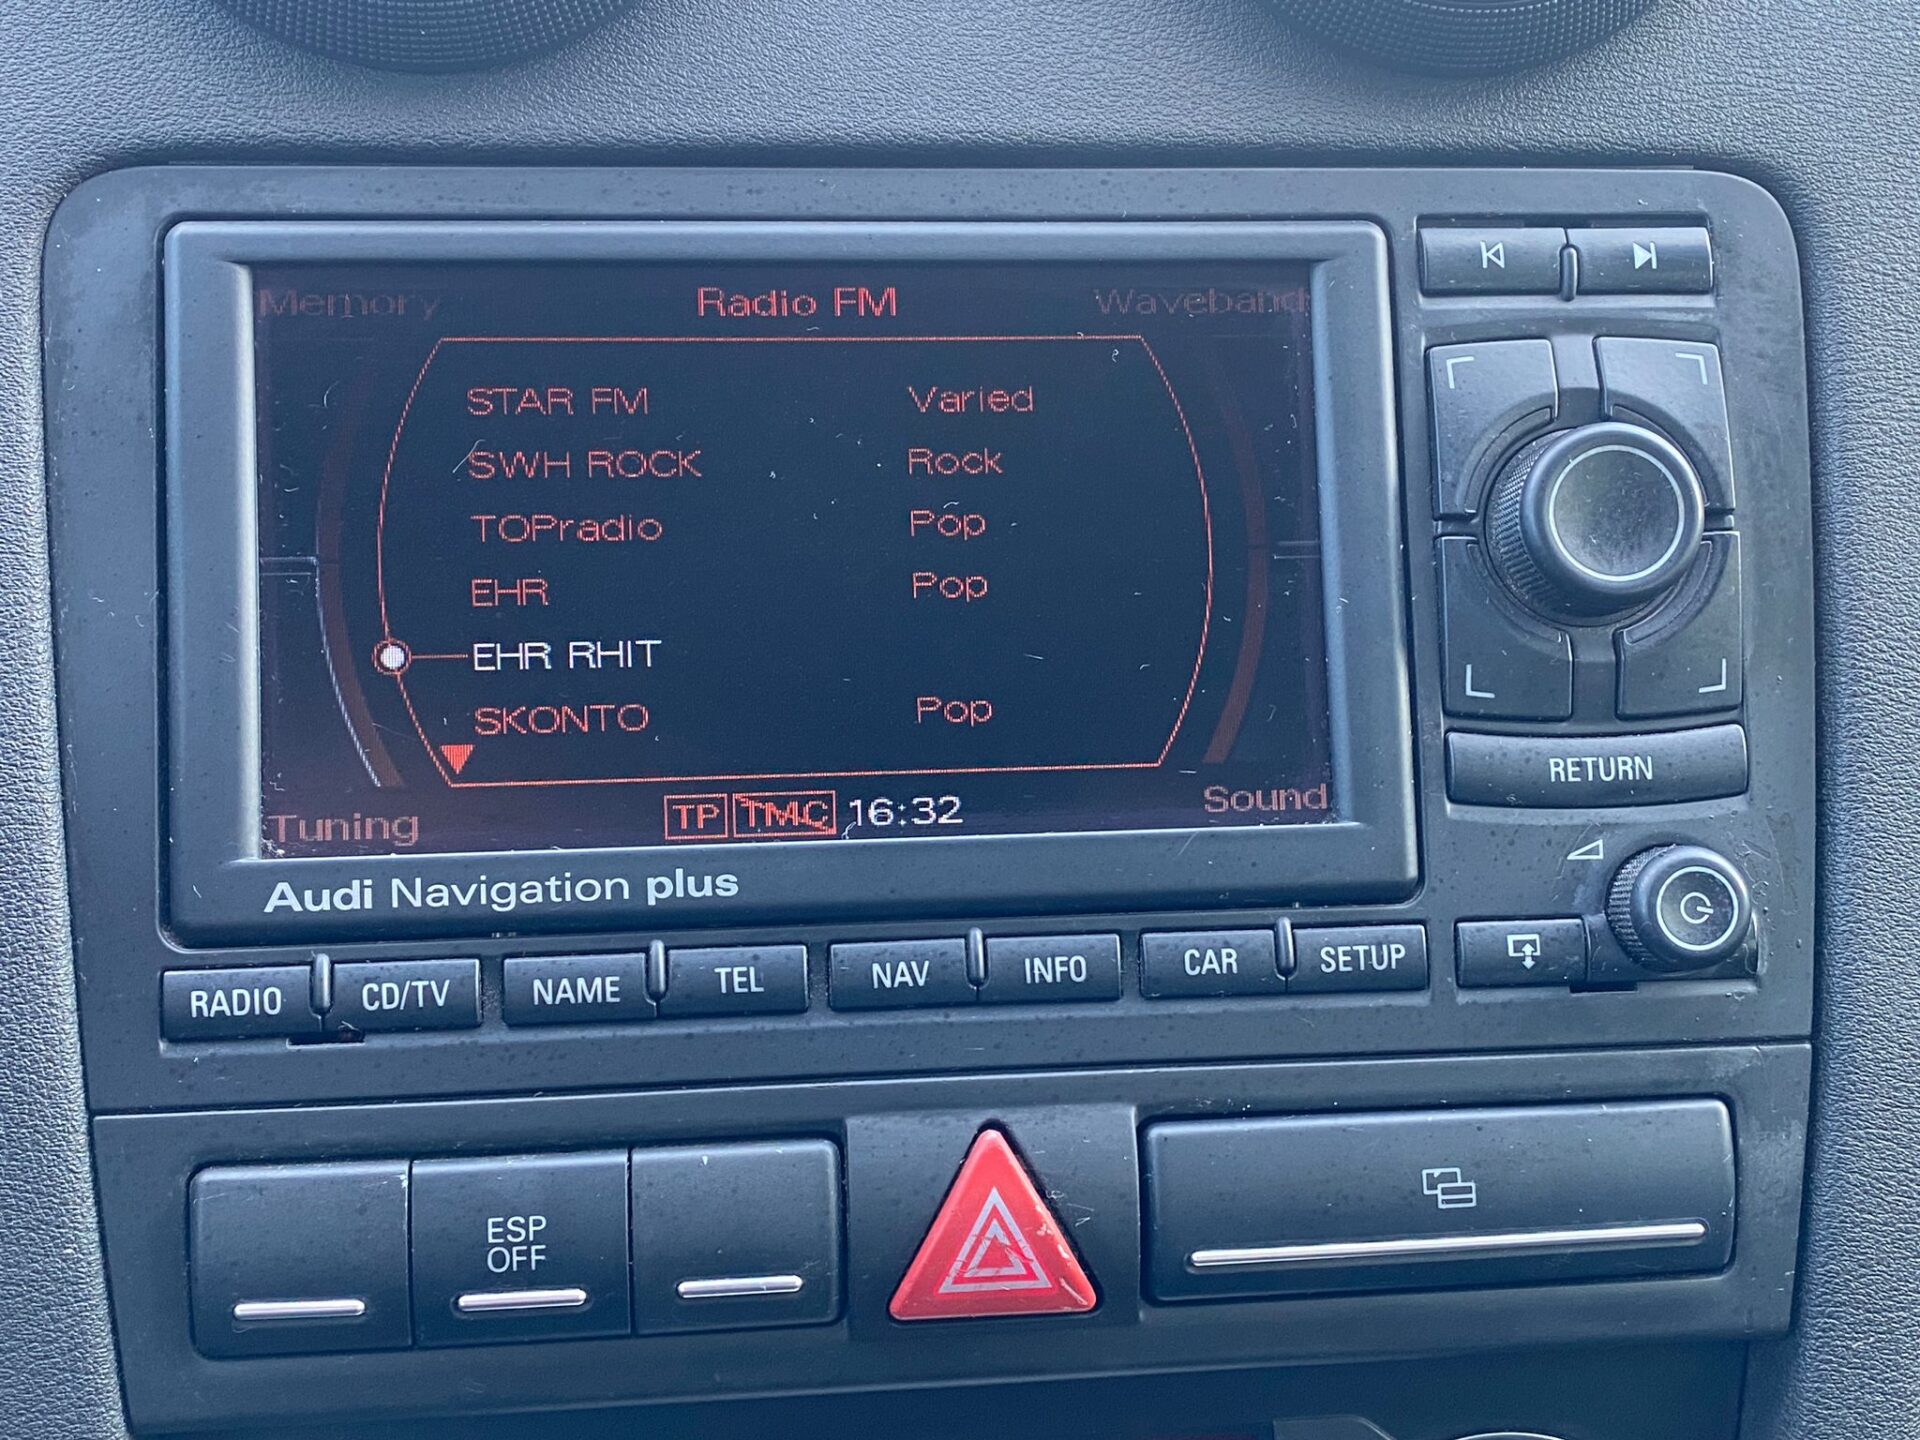 Memory Radio FM Waveband
STAR FM Varied
SWH ROCK Rock
TOPradio Pop
EHR Pop
EHR RHIT
SKONTO Pop
Tuning TP TMC 16:32 Sound
Audi Navigation plus
RETURN
RADIO CD/TV NAME TEL NAV INFO CAR SETUP
ESP
OFF